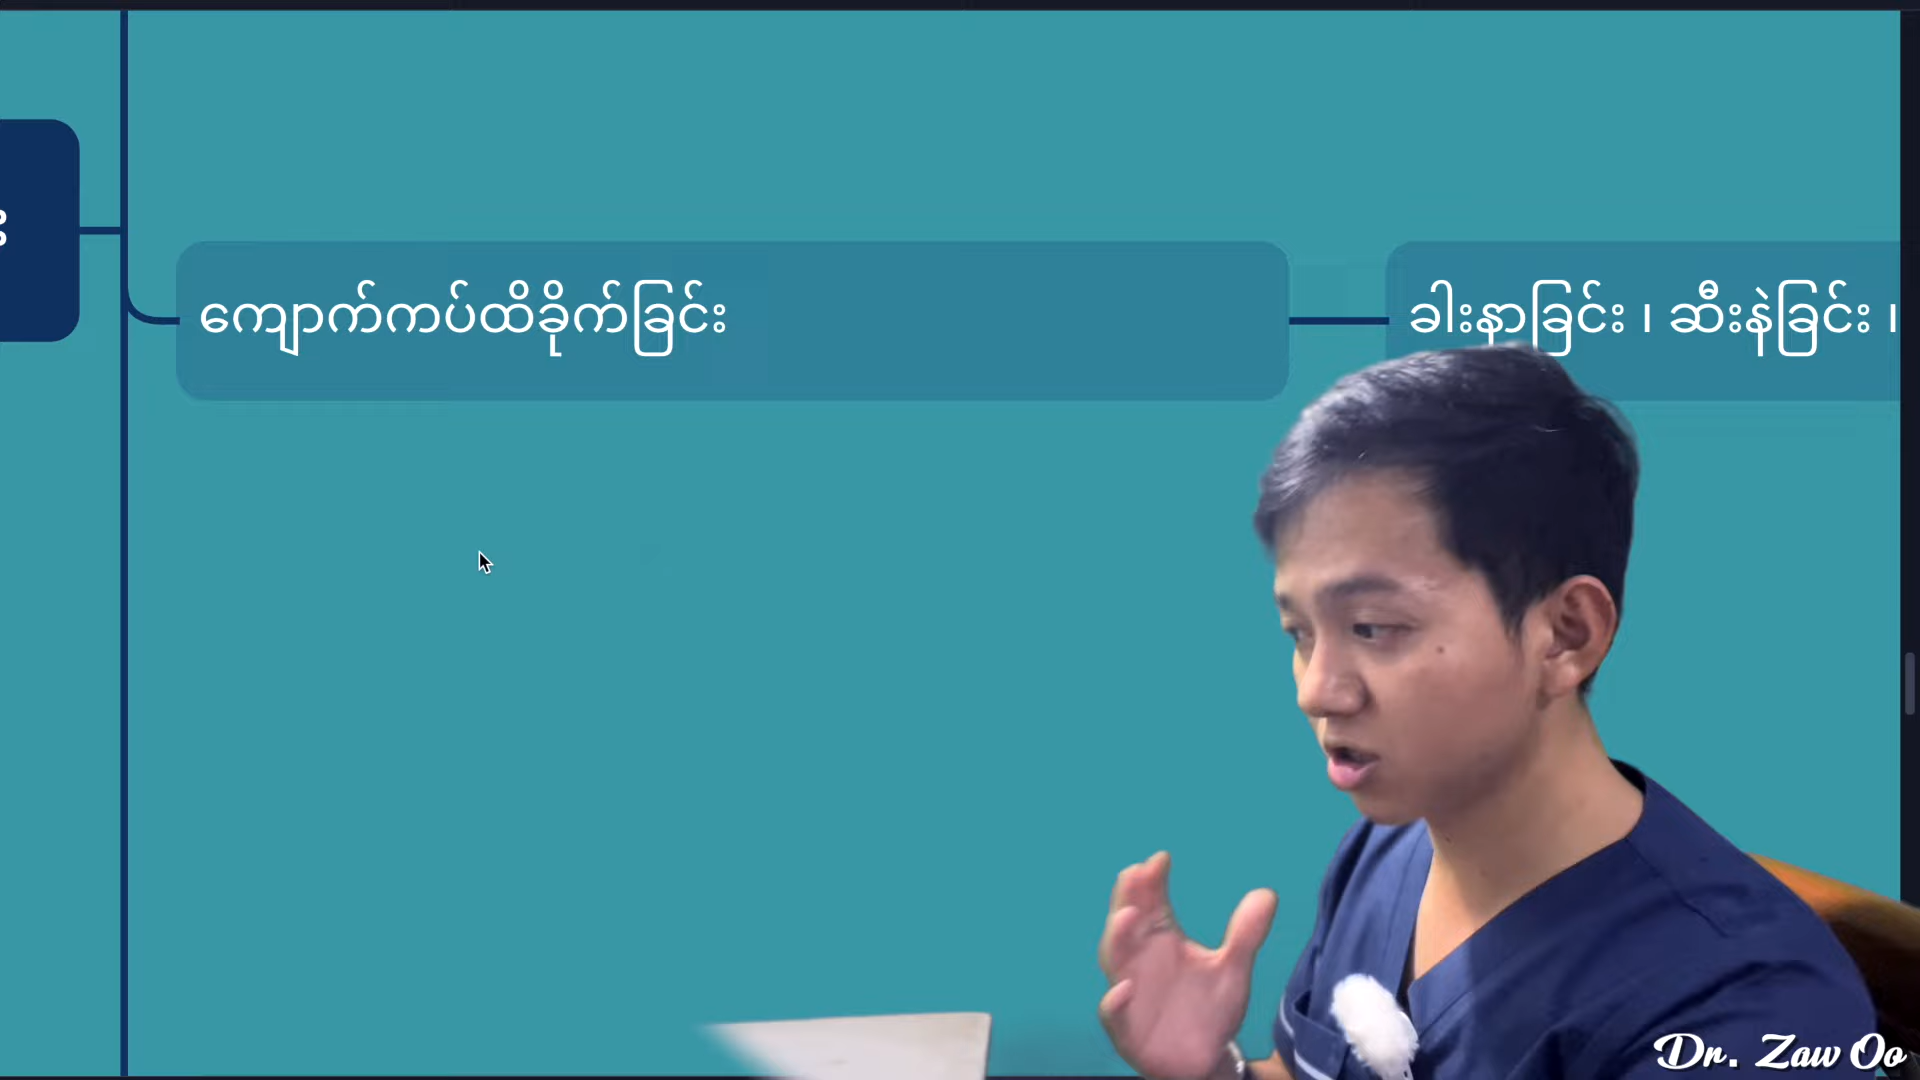 ကျောက်ကပ်ထိခိုက်ခြင်း
ခါးနာခြင်း ၊ ဆီးနဲခြင်း ၊
Dr. Zaw Oo